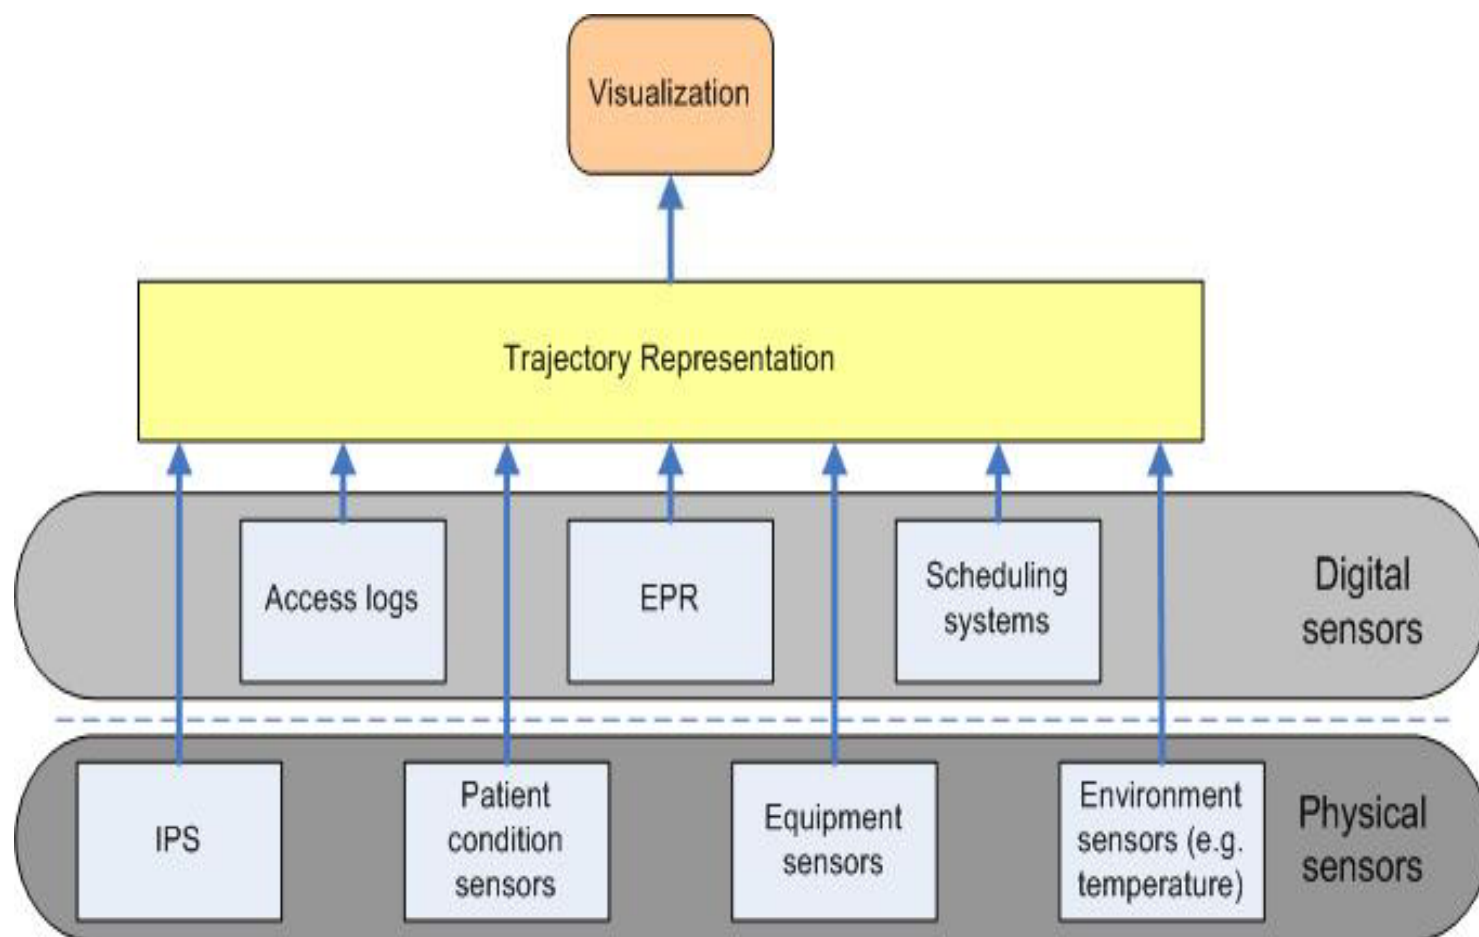 Visualization
Trajectory Representation
Access logs
EPR
Scheduling
systems
Digital
sensors
IPS
Patient
condition
sensors
Equipment
sensors
Environment
sensors (e.g.
temperature)
Physical
sensors